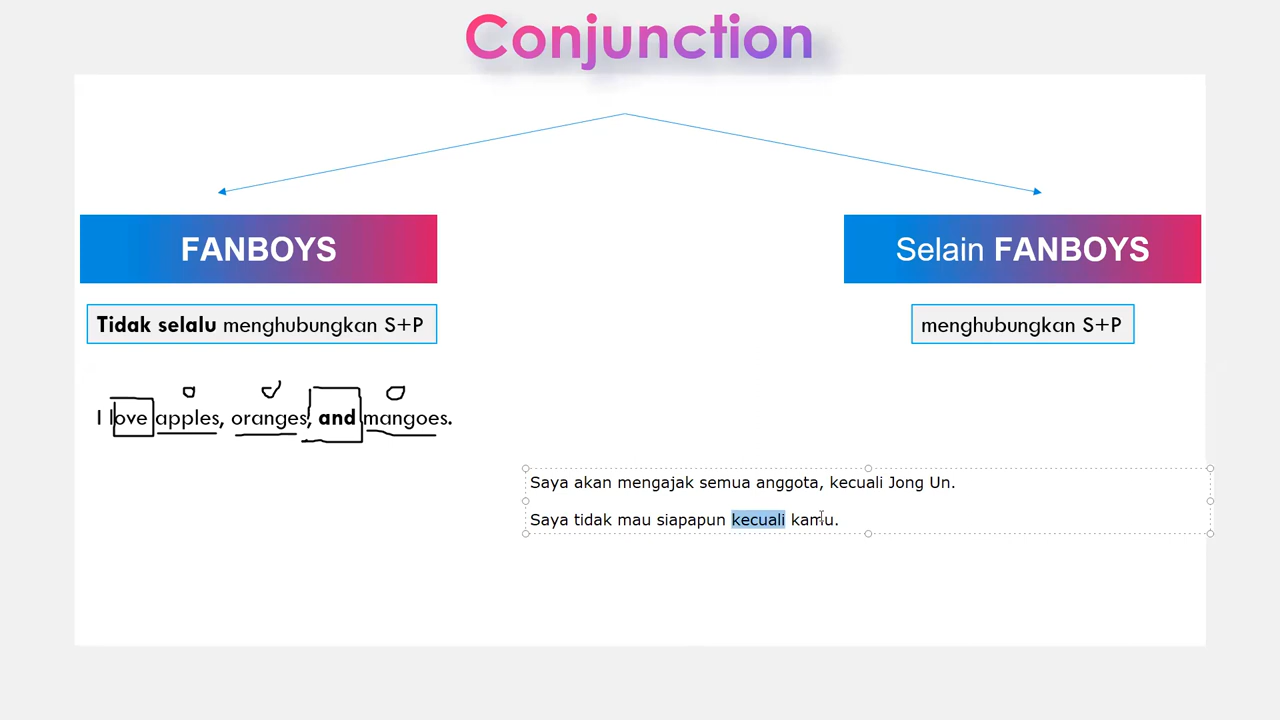 Conjunction
FANBOYS
Selain FANBOYS
Tidak selalu menghubungkan S+P
menghubungkan S+P
I love apples, oranges, and mangoes.
Saya akan mengajak semua anggota, kecuali Jong Un.
Saya tidak mau siapapun kecuali kamu.